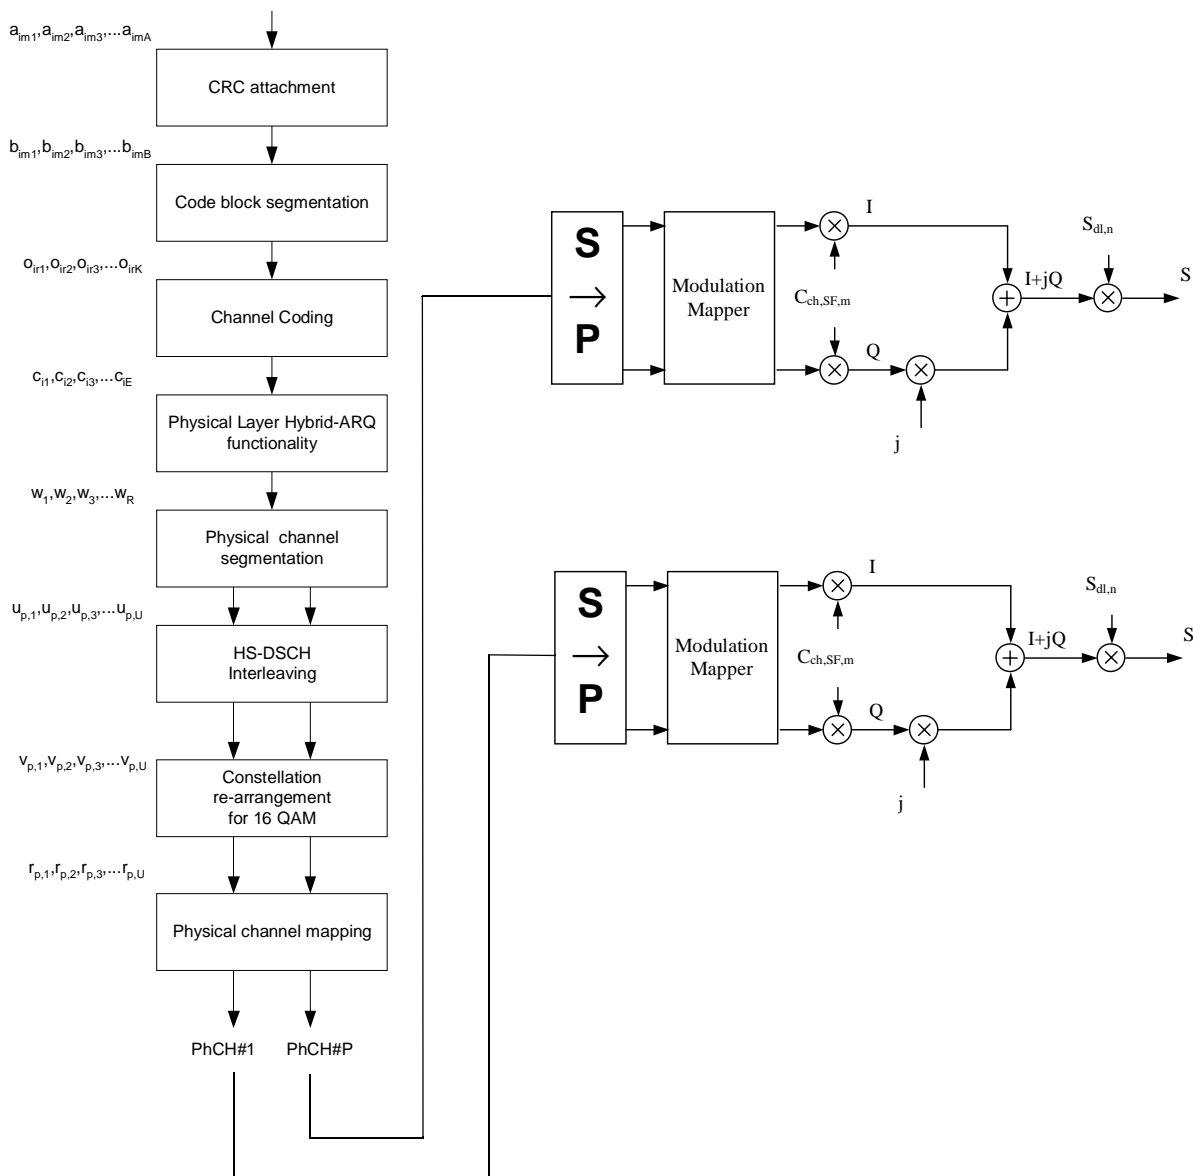 a_im1,a_im2,a_im3,...a_imA
CRC attachment
b_im1,b_im2,b_im3,...b_imB
Code block segmentation
o_ir1,o_ir2,o_ir3,...o_irK
Channel Coding
c_i1,c_i2,c_i3,...c_iE
Physical Layer Hybrid-ARQ
functionality
w_1,w_2,w_3,...w_R
Physical channel
segmentation
u_p,1,u_p,2,u_p,3,...u_p,U
HS-DSCH
Interleaving
v_p,1,v_p,2,v_p,3,...v_p,U
Constellation
re-arrangement
for 16 QAM
r_p,1,r_p,2,r_p,3,...r_p,U
Physical channel mapping
PhCH#1
PhCH#P
S
→
P
Modulation
Mapper
I
C_ch,SF,m
Q
j
I+jQ
S_dl,n
S
S
→
P
Modulation
Mapper
I
C_ch,SF,m
Q
j
I+jQ
S_dl,n
S